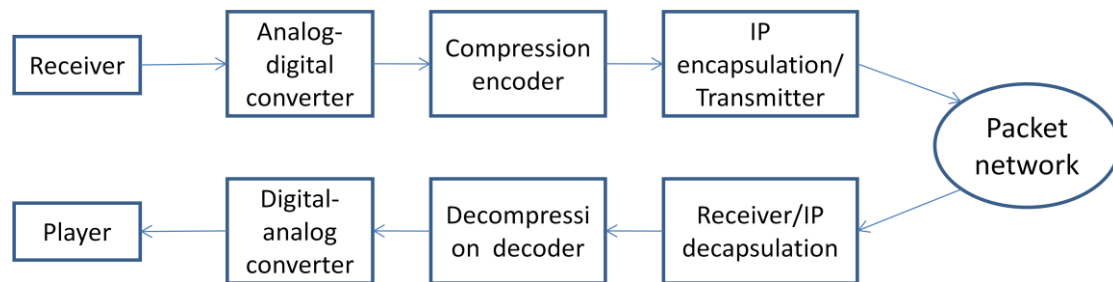 Receiver
Analog-
digital
converter
Compression
encoder
IP
encapsulation/
Transmitter
Packet
network
Player
Digital-
analog
converter
Decompressi
on decoder
Receiver/IP
decapsulation